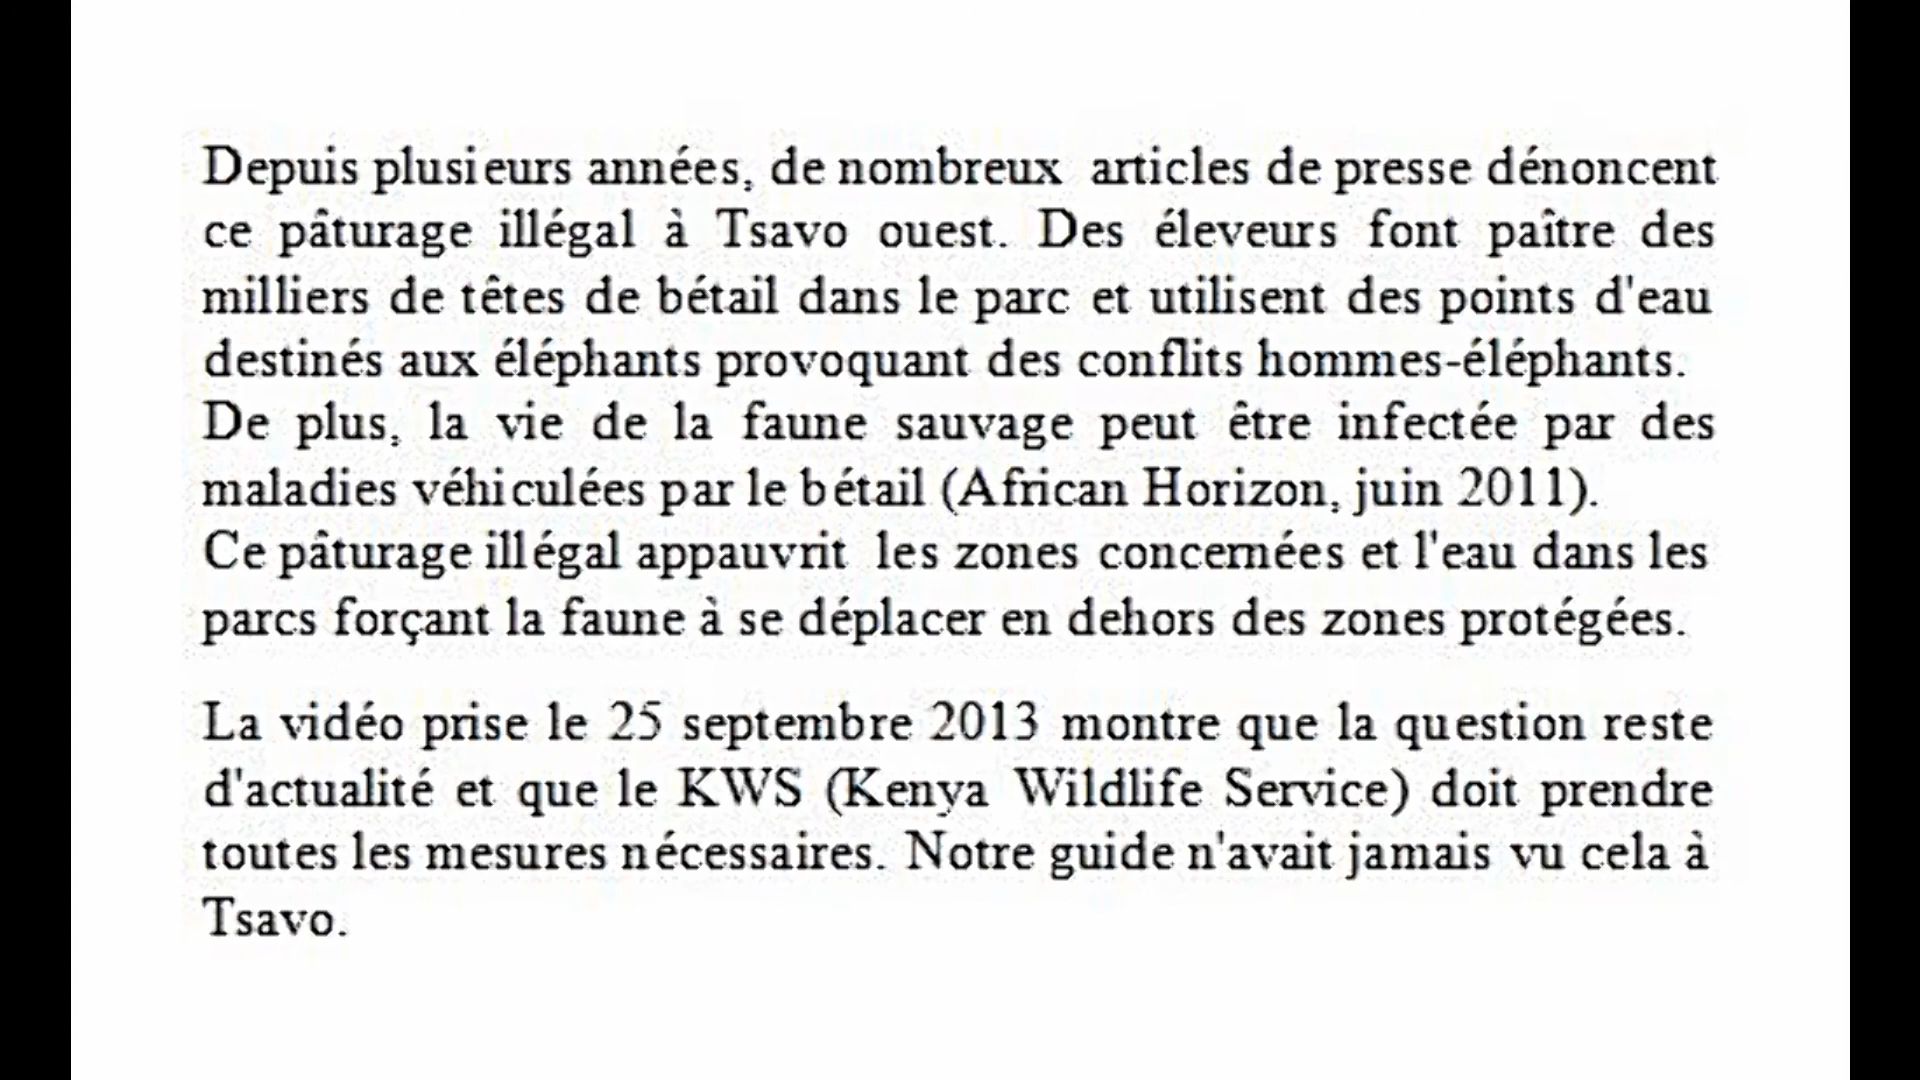 Depuis plusieurs années, de nombreux articles de presse dénoncent
ce pâturage illégal à Tsavo ouest. Des éleveurs font paître des
milliers de têtes de bétail dans le parc et utilisent des points d'eau
destinés aux éléphants provoquant des conflits hommes-éléphants.
De plus, la vie de la faune sauvage peut être infectée par des
maladies véhiculées par le bétail (African Horizon, juin 2011).
Ce pâturage illégal appauvrit les zones concernées et l'eau dans les
parcs forçant la faune à se déplacer en dehors des zones protégées.
La vidéo prise le 25 septembre 2013 montre que la question reste
d'actualité et que le KWS (Kenya Wildlife Service) doit prendre
toutes les mesures nécessaires. Notre guide n'avait jamais vu cela à
Tsavo.